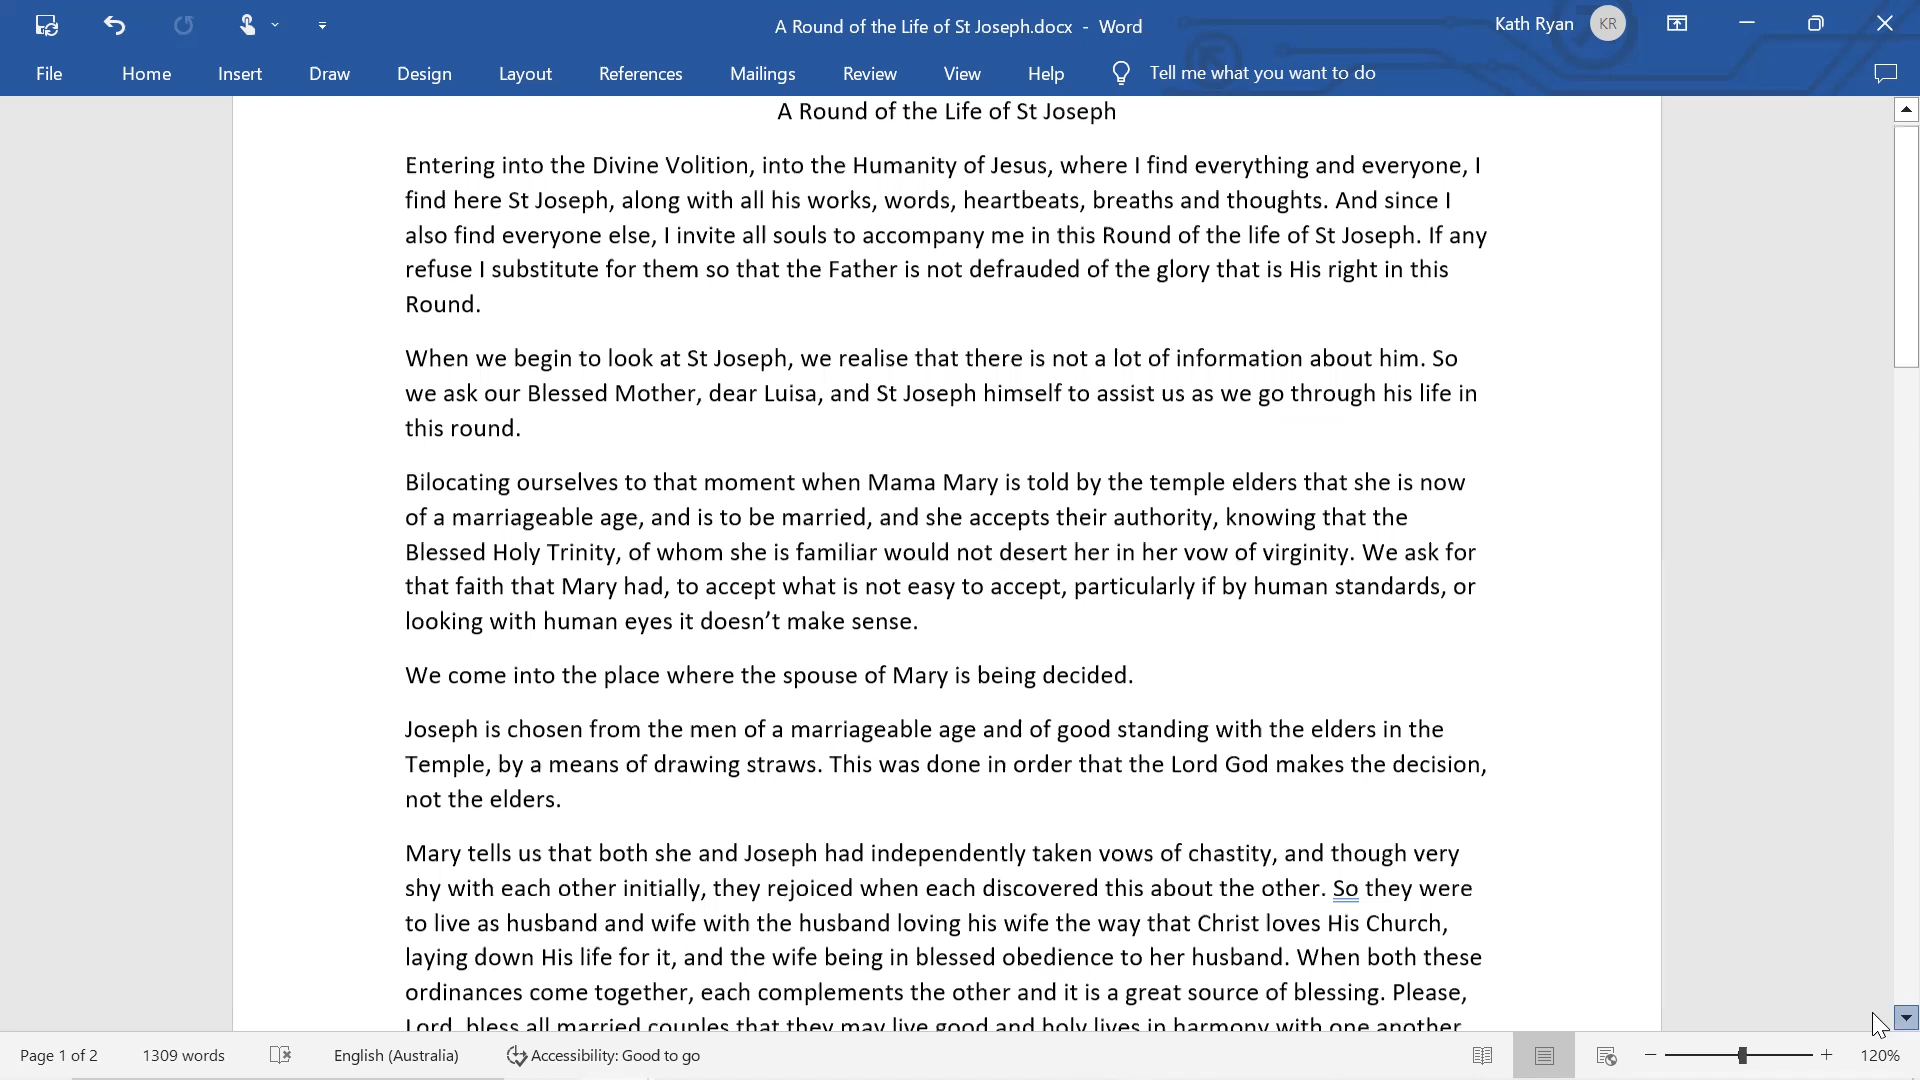 A Round of the Life of St Joseph.docx - Word
Kath Ryan KR
File Home Insert Draw Design Layout References Mailings Review View Help Tell me what you want to do
A Round of the Life of St Joseph
Entering into the Divine Volition, into the Humanity of Jesus, where I find everything and everyone, I
find here St Joseph, along with all his works, words, heartbeats, breaths and thoughts. And since I
also find everyone else, I invite all souls to accompany me in this Round of the life of St Joseph. If any
refuse I substitute for them so that the Father is not defrauded of the glory that is His right in this
Round.
When we begin to look at St Joseph, we realise that there is not a lot of information about him. So
we ask our Blessed Mother, dear Luisa, and St Joseph himself to assist us as we go through his life in
this round.
Bilocating ourselves to that moment when Mama Mary is told by the temple elders that she is now
of a marriageable age, and is to be married, and she accepts their authority, knowing that the
Blessed Holy Trinity, of whom she is familiar would not desert her in her vow of virginity. We ask for
that faith that Mary had, to accept what is not easy to accept, particularly if by human standards, or
looking with human eyes it doesn’t make sense.
We come into the place where the spouse of Mary is being decided.
Joseph is chosen from the men of a marriageable age and of good standing with the elders in the
Temple, by a means of drawing straws. This was done in order that the Lord God makes the decision,
not the elders.
Mary tells us that both she and Joseph had independently taken vows of chastity, and though very
shy with each other initially, they rejoiced when each discovered this about the other. So they were
to live as husband and wife with the husband loving his wife the way that Christ loves His Church,
laying down His life for it, and the wife being in blessed obedience to her husband. When both these
ordinances come together, each complements the other and it is a great source of blessing. Please,
Lord, bless all married couples that they may live good and holy lives in harmony with one another
Page 1 of 2 1309 words English (Australia) Accessibility: Good to go 120%